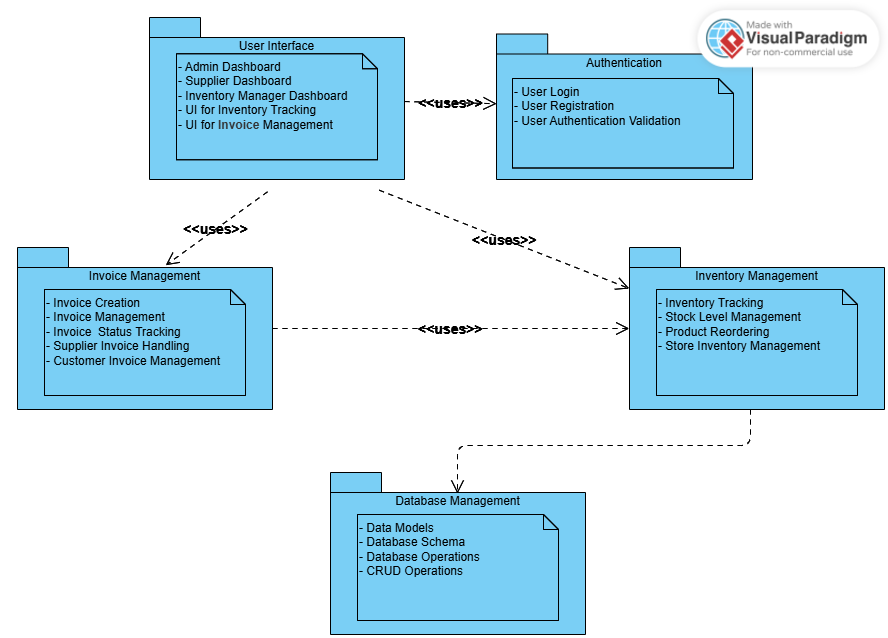 Made with
VisualParadigm
For non-commercial use
User Interface
- Admin Dashboard
- Supplier Dashboard
- Inventory Manager Dashboard
- UI for Inventory Tracking
- UI for Invoice Management
<<uses>>
Authentication
- User Login
- User Registration
- User Authentication Validation
<<uses>>
<<uses>>
Invoice Management
- Invoice Creation
- Invoice Management
- Invoice  Status Tracking
- Supplier Invoice Handling
- Customer Invoice Management
<<uses>>
Inventory Management
- Inventory Tracking
- Stock Level Management
- Product Reordering
- Store Inventory Management
Database Management
- Data Models
- Database Schema
- Database Operations
- CRUD Operations